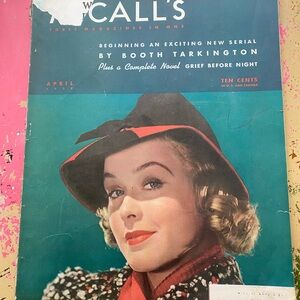 CALL'S
THREE MAGAZINES IN ONE
BEGINNING AN EXCITING NEW SERIAL
BY BOOTH TARKINGTON
Plus a Complete Novel GRIEF BEFORE NIGHT
APRIL
TEN CENTS